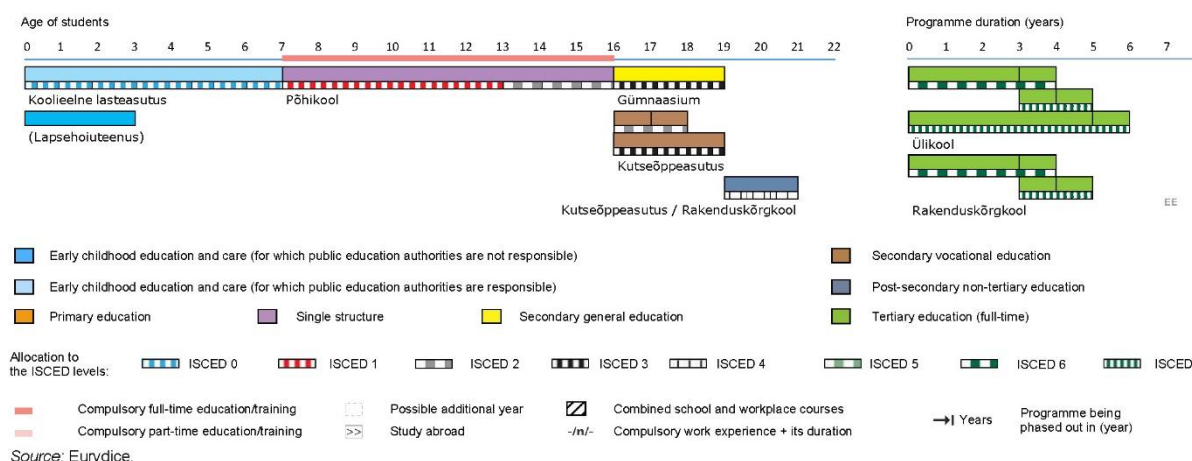 Age of students
Programme duration (years)
0 1 2 3 4 5 6 7 8 9 10 11 12 13 14 15 16 17 18 19 20 21 22
0 1 2 3 4 5 6 7
Koolieelne lasteasutus
Põhikool
Gümnaasium
(Lapsehoiuteenus)
Ülikool
Kutseõppeasutus
Kutseõppeasutus / Rakenduskõrgkool
Rakenduskõrgkool
EE
Early childhood education and care (for which public education authorities are not responsible)
Secondary vocational education
Early childhood education and care (for which public education authorities are responsible)
Post-secondary non-tertiary education
Primary education
Single structure
Secondary general education
Tertiary education (full-time)
Allocation to
the ISCED levels:
ISCED 0
ISCED 1
ISCED 2
ISCED 3
ISCED 4
ISCED 5
ISCED 6
ISCED
Compulsory full-time education/training
Possible additional year
Combined school and workplace courses
Years
Programme being
phased out in (year)
Compulsory part-time education/training
>> Study abroad
-/n/- Compulsory work experience + its duration
Source: Eurydice.